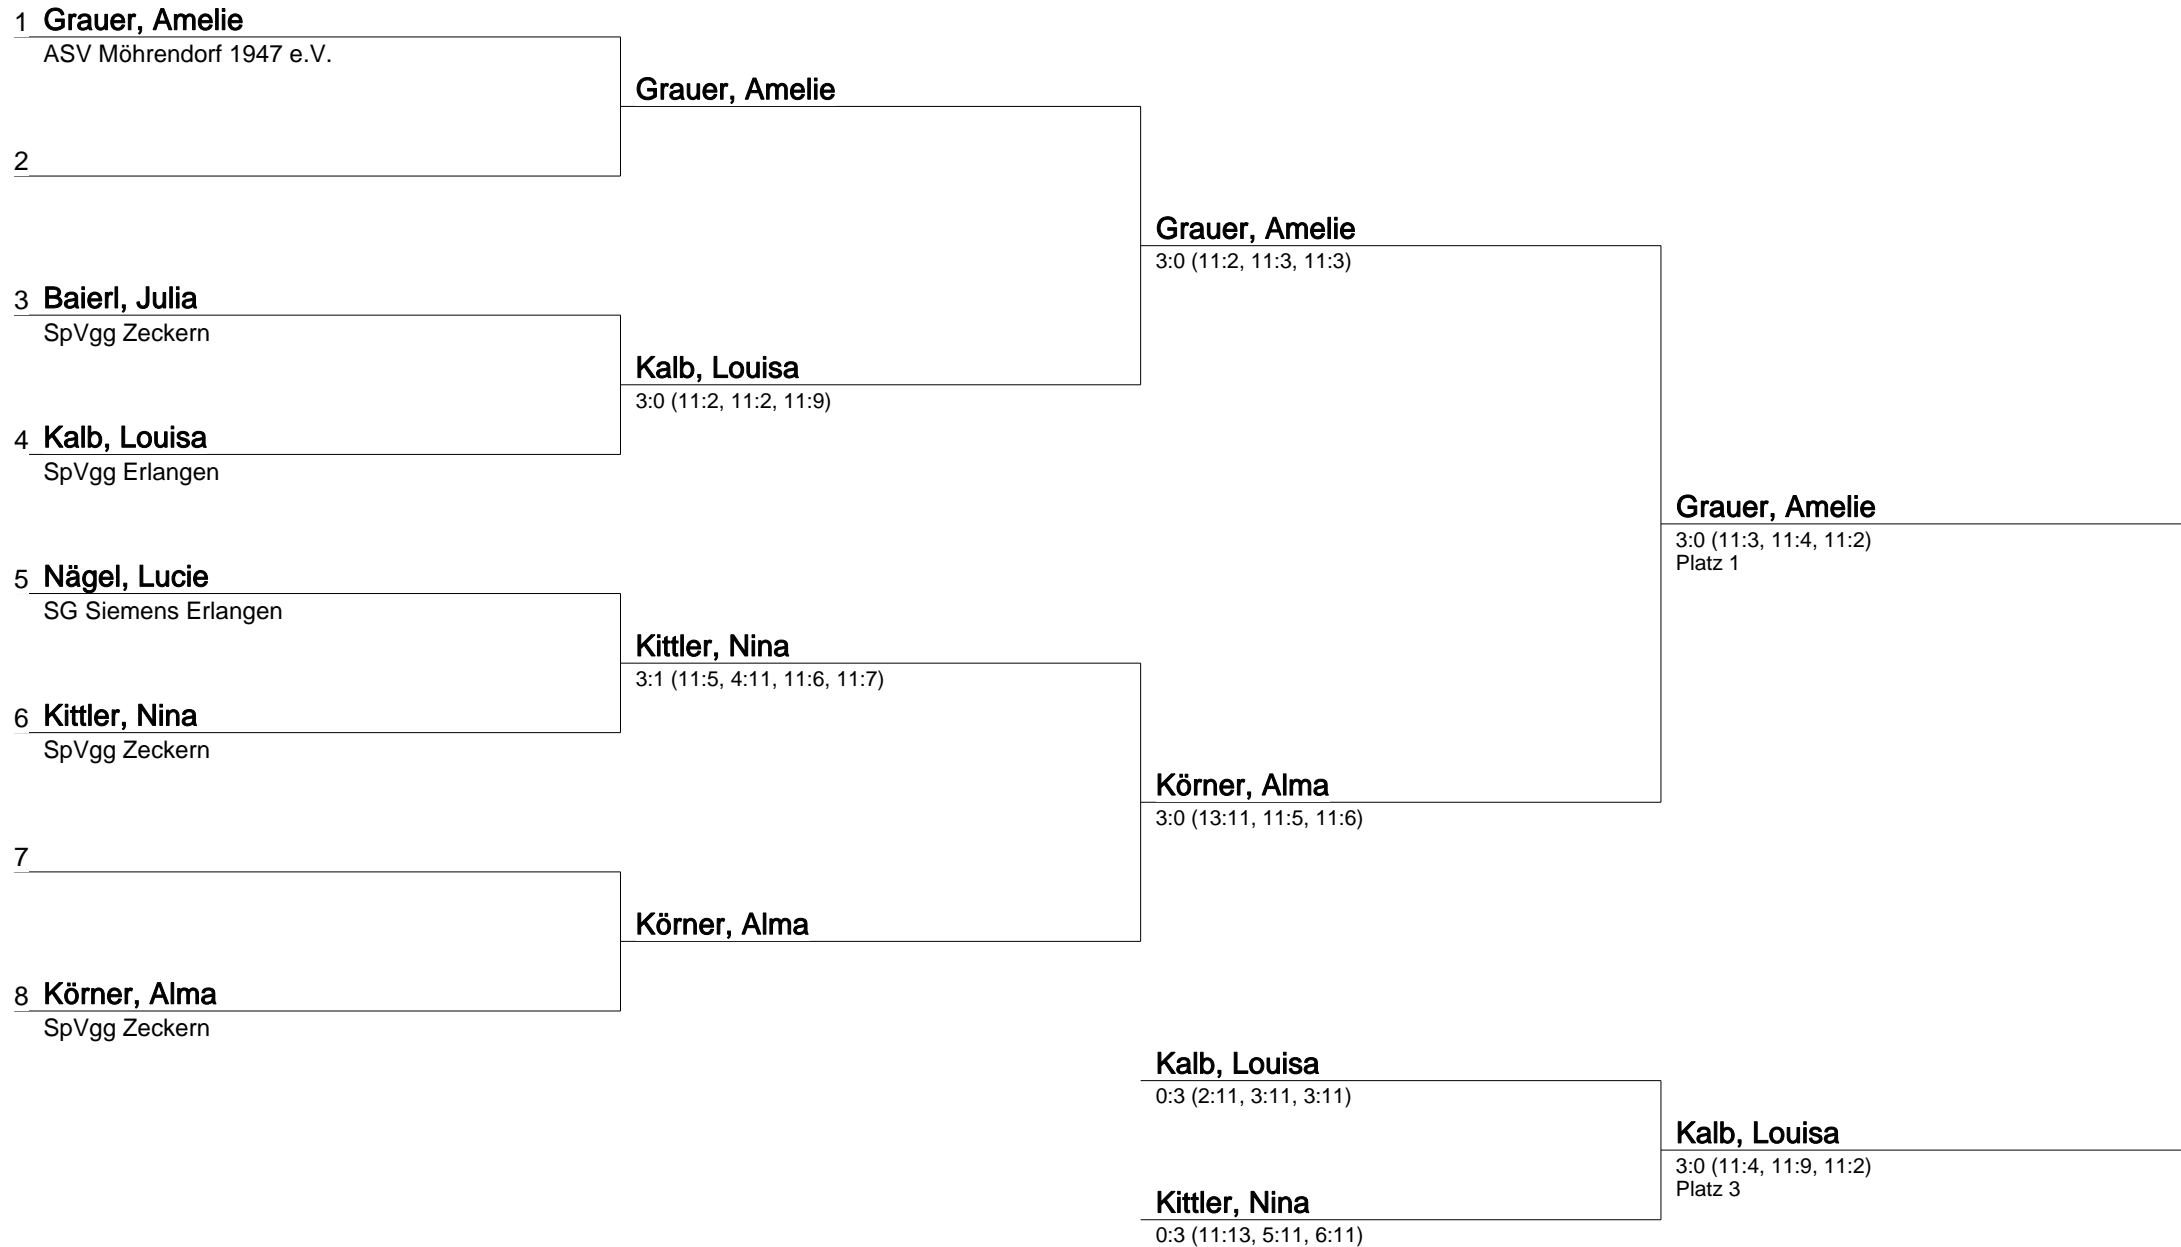 1 Grauer, Amelie
ASV Möhrendorf 1947 e.V.
Grauer, Amelie
2
Grauer, Amelie
3:0 (11:2, 11:3, 11:3)
3 Baierl, Julia
SpVgg Zeckern
Kalb, Louisa
3:0 (11:2, 11:2, 11:9)
4 Kalb, Louisa
SpVgg Erlangen
Grauer, Amelie
3:0 (11:3, 11:4, 11:2)
Platz 1
5 Nägel, Lucie
SG Siemens Erlangen
Kittler, Nina
3:1 (11:5, 4:11, 11:6, 11:7)
6 Kittler, Nina
SpVgg Zeckern
Körner, Alma
3:0 (13:11, 11:5, 11:6)
7
Körner, Alma
8 Körner, Alma
SpVgg Zeckern
Kalb, Louisa
0:3 (2:11, 3:11, 3:11)
Kalb, Louisa
3:0 (11:4, 11:9, 11:2)
Platz 3
Kittler, Nina
0:3 (11:13, 5:11, 6:11)